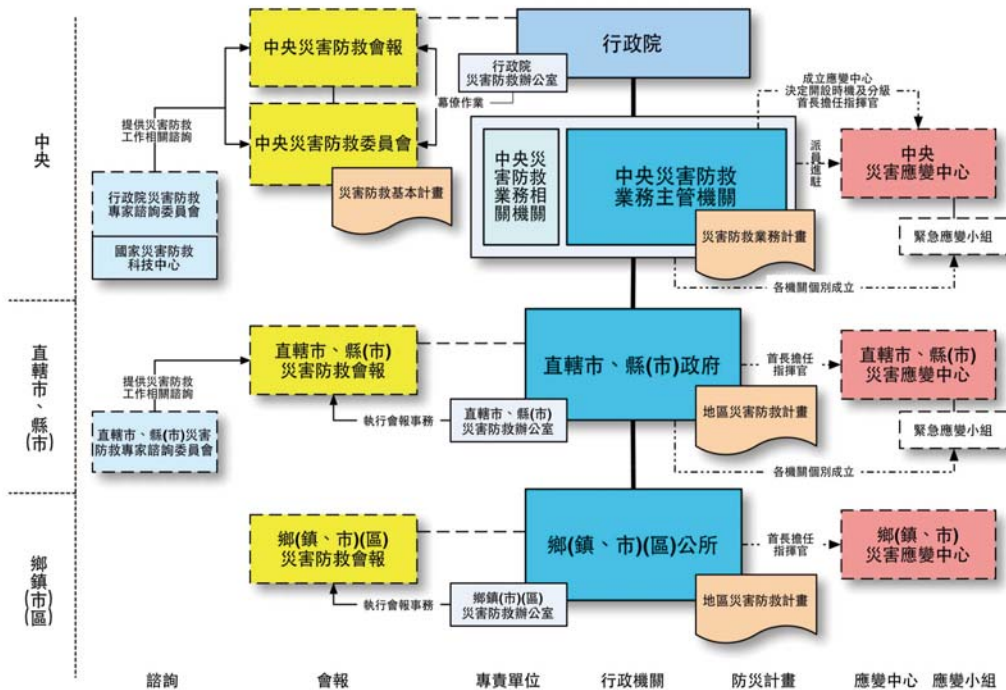 中央災害防救會報
行政院
行政院
災害防救辦公室
幕僚作業
成立應變中心
決定開設時機及分級
首長擔任指揮官
提供災害防救
工作相關諮詢
中央災害防救委員會
中央
中央災
害防救
業務相
關機關
中央災害防救
業務主管機關
派員進駐
中央
災害應變中心
行政院災害防救
專家諮詢委員會
災害防救基本計畫
國家災害防救
科技中心
災害防救業務計畫
緊急應變小組
各機關個別成立
直轄市、縣(市)
直轄市、縣(市)
災害防救會報
直轄市、縣(市)政府
首長擔任
指揮官
直轄市、縣(市)
災害應變中心
提供災害防救
工作相關諮詢
執行會報事務
直轄市、縣(市)
災害防救辦公室
地區災害防救計畫
直轄市、縣(市)災害
防救專家諮詢委員會
緊急應變小組
各機關個別成立
鄉鎮(市)(區)
鄉(鎮、市)(區)
災害防救會報
鄉(鎮、市)(區)公所
首長擔任
指揮官
鄉(鎮、市)
災害應變中心
執行會報事務
鄉鎮(市)(區)
災害防救辦公室
地區災害防救計畫
諮詢 會報 專責單位 行政機關 防災計畫 應變中心 應變小組